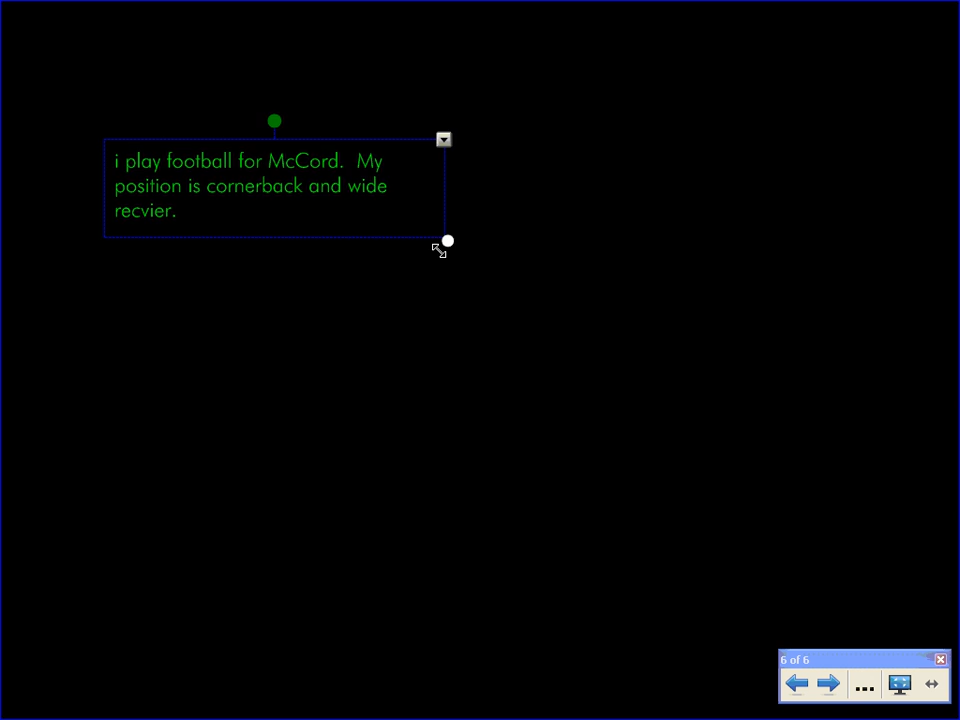 i play football for McCord.  My
position is cornerback and wide
recvier.
6 of 6
...